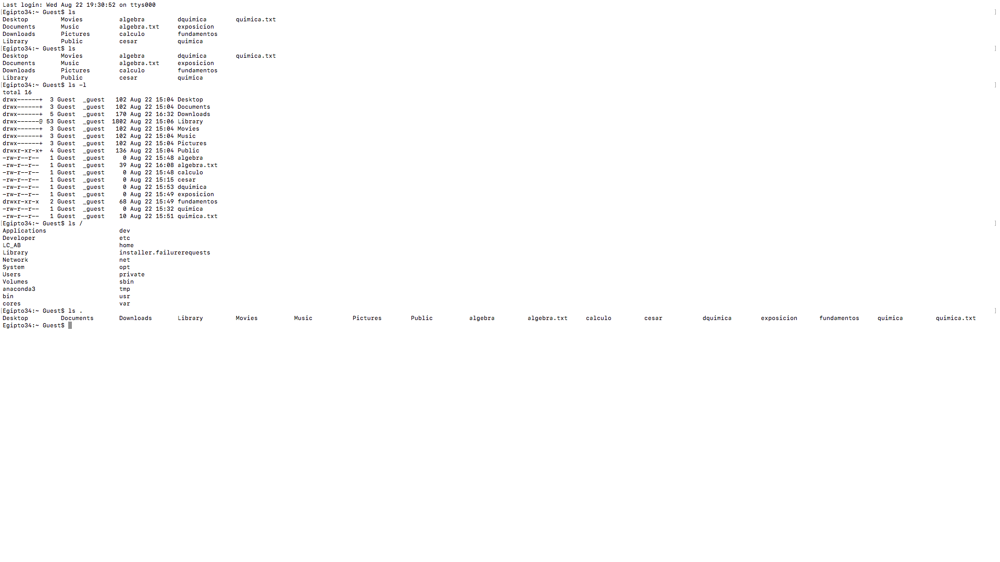 Last login: Wed Aug 22 19:30:52 on ttys000
[Egipto34:~ Guest$ ls ]
Desktop Movies algebra dquimica quimica.txt
Documents Music algebra.txt exposicion
Downloads Pictures calculo fundamentos
Library Public cesar quimica
[Egipto34:~ Guest$ ls ]
Desktop Movies algebra dquimica quimica.txt
Documents Music algebra.txt exposicion
Downloads Pictures calculo fundamentos
Library Public cesar quimica
[Egipto34:~ Guest$ ls -l ]
total 16
drwx------+ 3 Guest _guest 102 Aug 22 15:04 Desktop
drwx------+ 3 Guest _guest 102 Aug 22 15:04 Documents
drwx------+ 5 Guest _guest 170 Aug 22 16:32 Downloads
drwx------@ 53 Guest _guest 1802 Aug 22 15:06 Library
drwx------+ 3 Guest _guest 102 Aug 22 15:04 Movies
drwx------+ 3 Guest _guest 102 Aug 22 15:04 Music
drwx------+ 3 Guest _guest 102 Aug 22 15:04 Pictures
drwxr-xr-x+ 4 Guest _guest 136 Aug 22 15:04 Public
-rw-r--r-- 1 Guest _guest 0 Aug 22 15:48 algebra
-rw-r--r-- 1 Guest _guest 39 Aug 22 16:08 algebra.txt
-rw-r--r-- 1 Guest _guest 0 Aug 22 15:48 calculo
-rw-r--r-- 1 Guest _guest 0 Aug 22 15:15 cesar
-rw-r--r-- 1 Guest _guest 0 Aug 22 15:53 dquimica
-rw-r--r-- 1 Guest _guest 0 Aug 22 15:49 exposicion
drwxr-xr-x 2 Guest _guest 68 Aug 22 15:49 fundamentos
-rw-r--r-- 1 Guest _guest 0 Aug 22 15:32 quimica
-rw-r--r-- 1 Guest _guest 10 Aug 22 15:51 quimica.txt
[Egipto34:~ Guest$ ls / ]
Applications dev
Developer etc
LC_AB home
Library installer.failurerequests
Network net
System opt
Users private
Volumes sbin
anaconda3 tmp
bin usr
cores var
[Egipto34:~ Guest$ ls . ]
Desktop Documents Downloads Library Movies Music Pictures Public algebra algebra.txt calculo cesar dquimica exposicion fundamentos quimica quimica.txt
Egipto34:~ Guest$